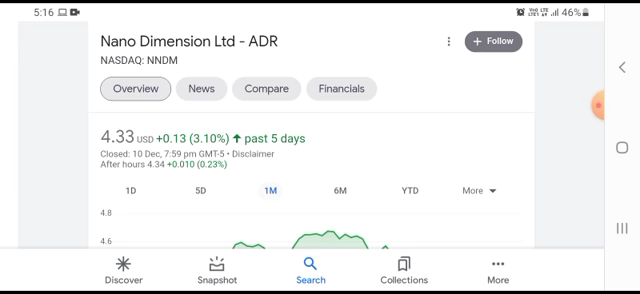 5:16
46%
Nano Dimension Ltd - ADR
+ Follow
NASDAQ: NNDM
Overview
News
Compare
Financials
4.33 USD +0.13 (3.10%) ↑ past 5 days
Closed: 10 Dec, 7:59 pm GMT-5 • Disclaimer
After hours 4.34 +0.010 (0.23%)
1D
5D
1M
6M
YTD
More
4.8
4.6
Discover
Snapshot
Search
Collections
More